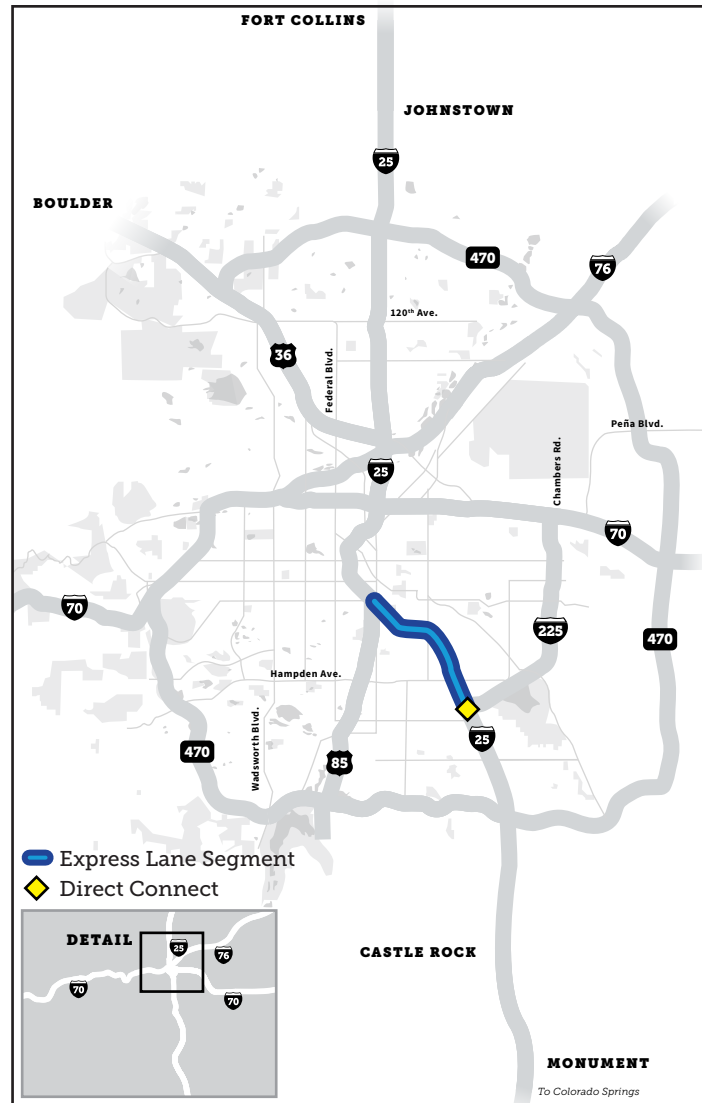 FORT COLLINS
JOHNSTOWN
25
BOULDER
470
76
120th Ave.
36
Federal Blvd.
Peña Blvd.
Chambers Rd.
25
70
70
225
470
Hampden Ave.
Wadsworth Blvd.
25
470
85
Express Lane Segment
Direct Connect
DETAIL
25
76
70
70
CASTLE ROCK
MONUMENT
To Colorado Springs